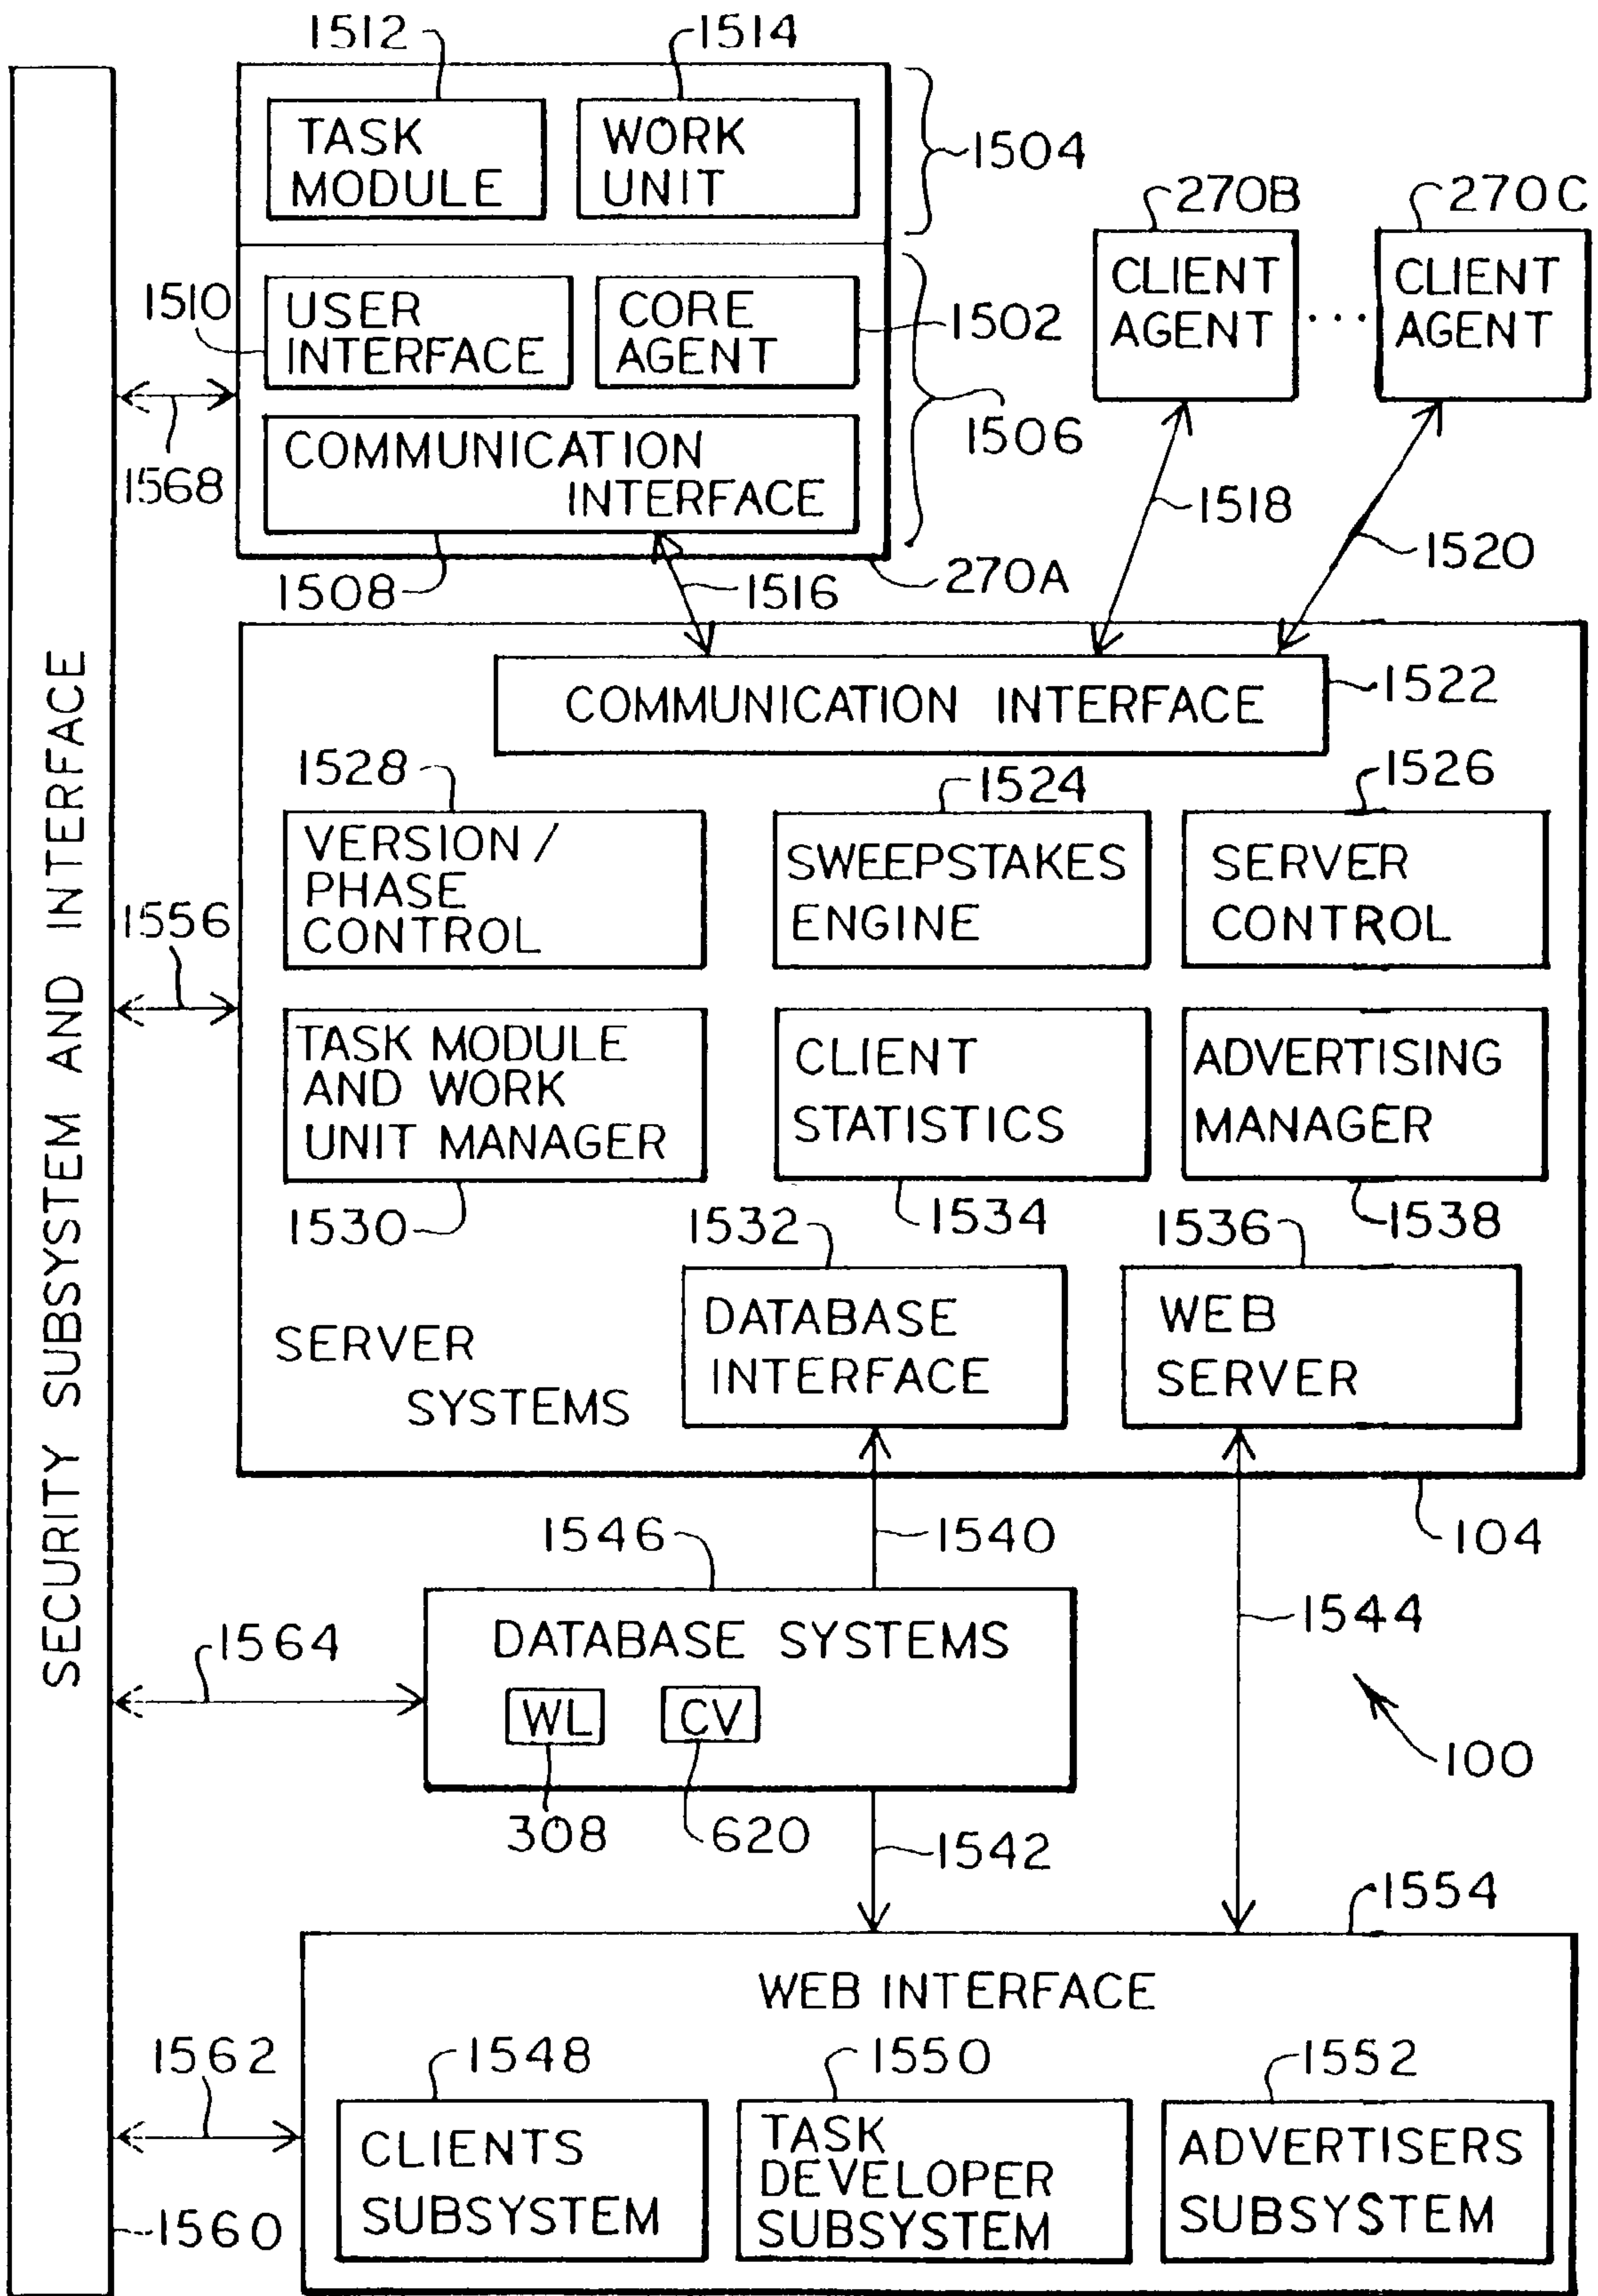 1512
1514
TASK
MODULE
WORK
UNIT
1504
270B
270C
CLIENT
AGENT
...
CLIENT
AGENT
1510
USER
INTERFACE
CORE
AGENT
1502
1506
COMMUNICATION
INTERFACE
1568
1518
1520
1508
1516
270A
SECURITY SUBSYSTEM AND INTERFACE
COMMUNICATION INTERFACE
1522
1528
1524
1526
VERSION/
PHASE
CONTROL
SWEEPSTAKES
ENGINE
SERVER
CONTROL
1556
TASK MODULE
AND WORK
UNIT MANAGER
CLIENT
STATISTICS
ADVERTISING
MANAGER
1530
1532
1534
1536
1538
SERVER
SYSTEMS
DATABASE
INTERFACE
WEB
SERVER
1546
1540
104
1564
DATABASE SYSTEMS
WL
CV
1544
308
620
100
1542
1554
WEB INTERFACE
1562
1548
1550
1552
CLIENTS
SUBSYSTEM
TASK
DEVELOPER
SUBSYSTEM
ADVERTISERS
SUBSYSTEM
1560